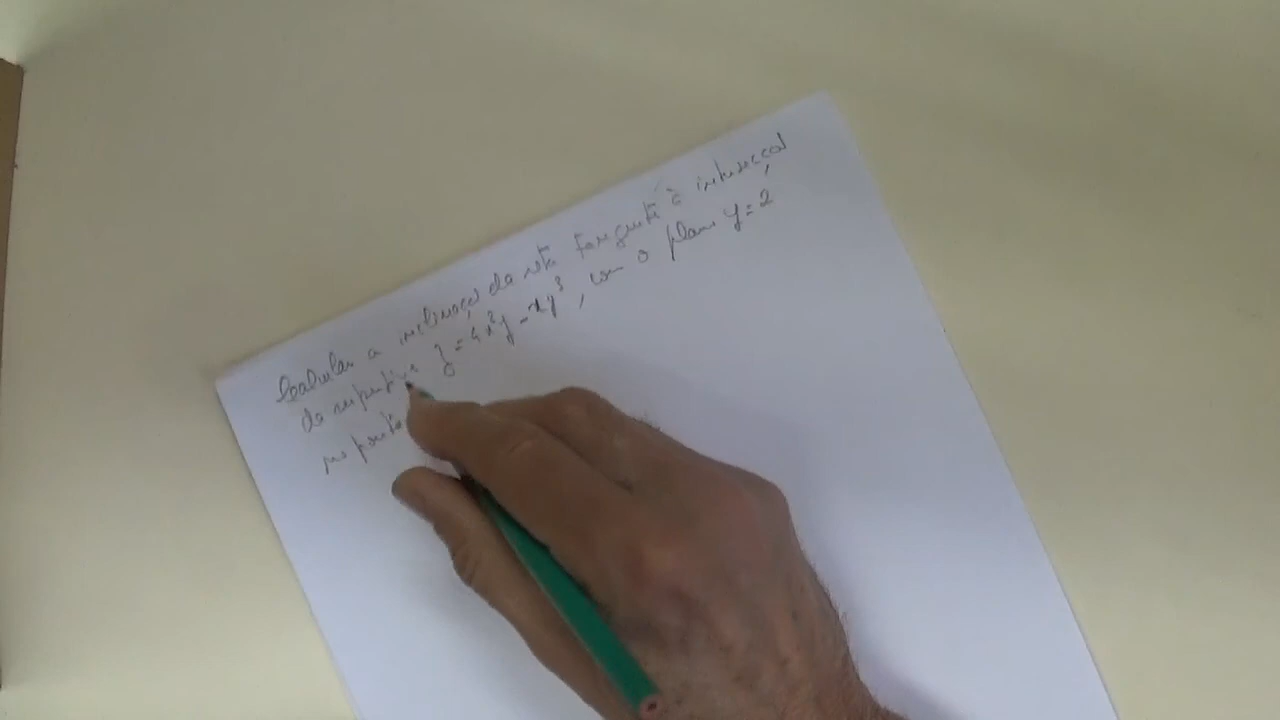 Calcular a inclinação da reta tangente à intersecção
da superfície z = 4x²y - xy³, com o plano y = 2
no ponto